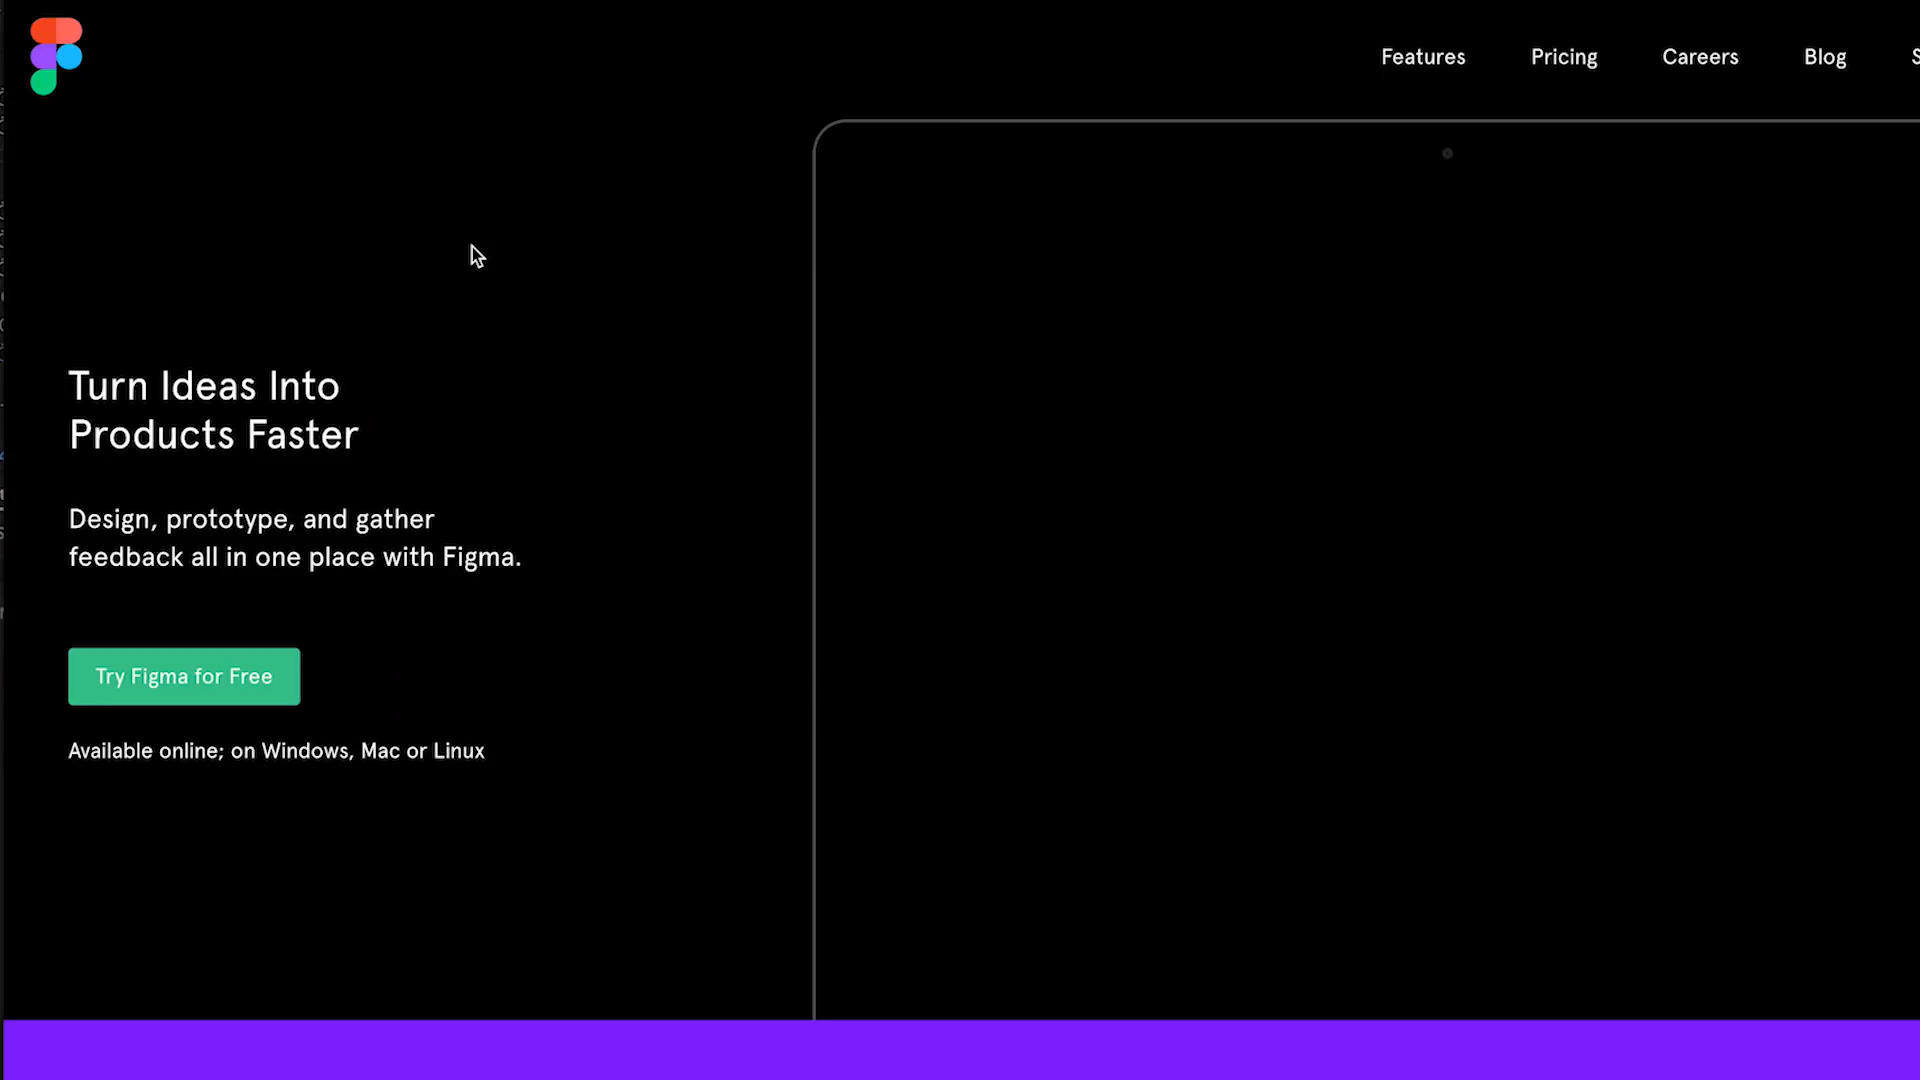 Features Pricing Careers Blog
Turn Ideas Into
Products Faster
Design, prototype, and gather
feedback all in one place with Figma.
Try Figma for Free
Available online; on Windows, Mac or Linux